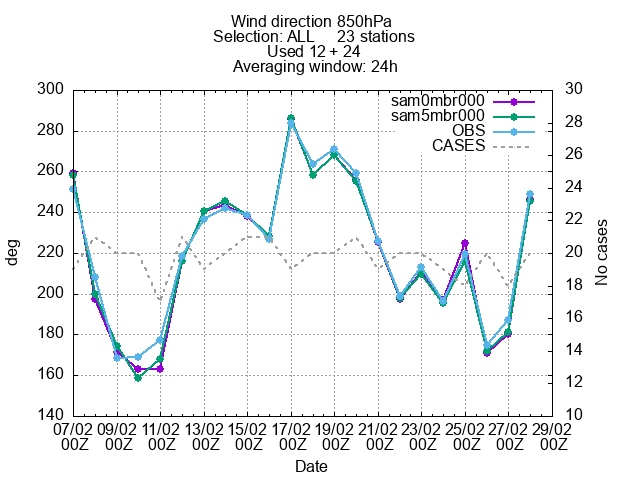 Wind direction 850hPa
Selection: ALL 23 stations
Used 12 + 24
Averaging window: 24h
sam0mbr000
sam5mbr000
OBS
CASES
300
280
260
240
220
200
180
160
140
deg
30
28
26
24
22
20
18
16
14
12
10
No cases
07/02 09/02 11/02 13/02 15/02 17/02 19/02 21/02 23/02 25/02 27/02 29/02
00Z 00Z 00Z 00Z 00Z 00Z 00Z 00Z 00Z 00Z 00Z 00Z
Date